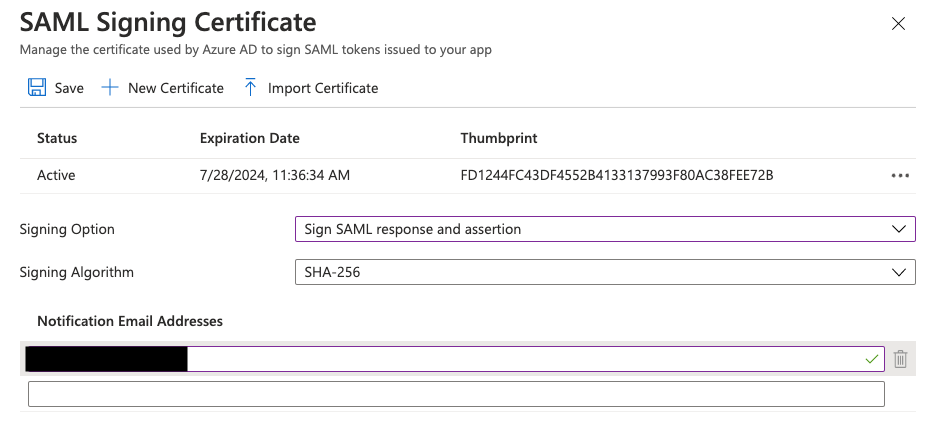 SAML Signing Certificate
Manage the certificate used by Azure AD to sign SAML tokens issued to your app
Save New Certificate Import Certificate
Status Expiration Date Thumbprint
Active 7/28/2024, 11:36:34 AM FD1244FC43DF4552B4133137993F80AC38FEE72B
Signing Option Sign SAML response and assertion
Signing Algorithm SHA-256
Notification Email Addresses